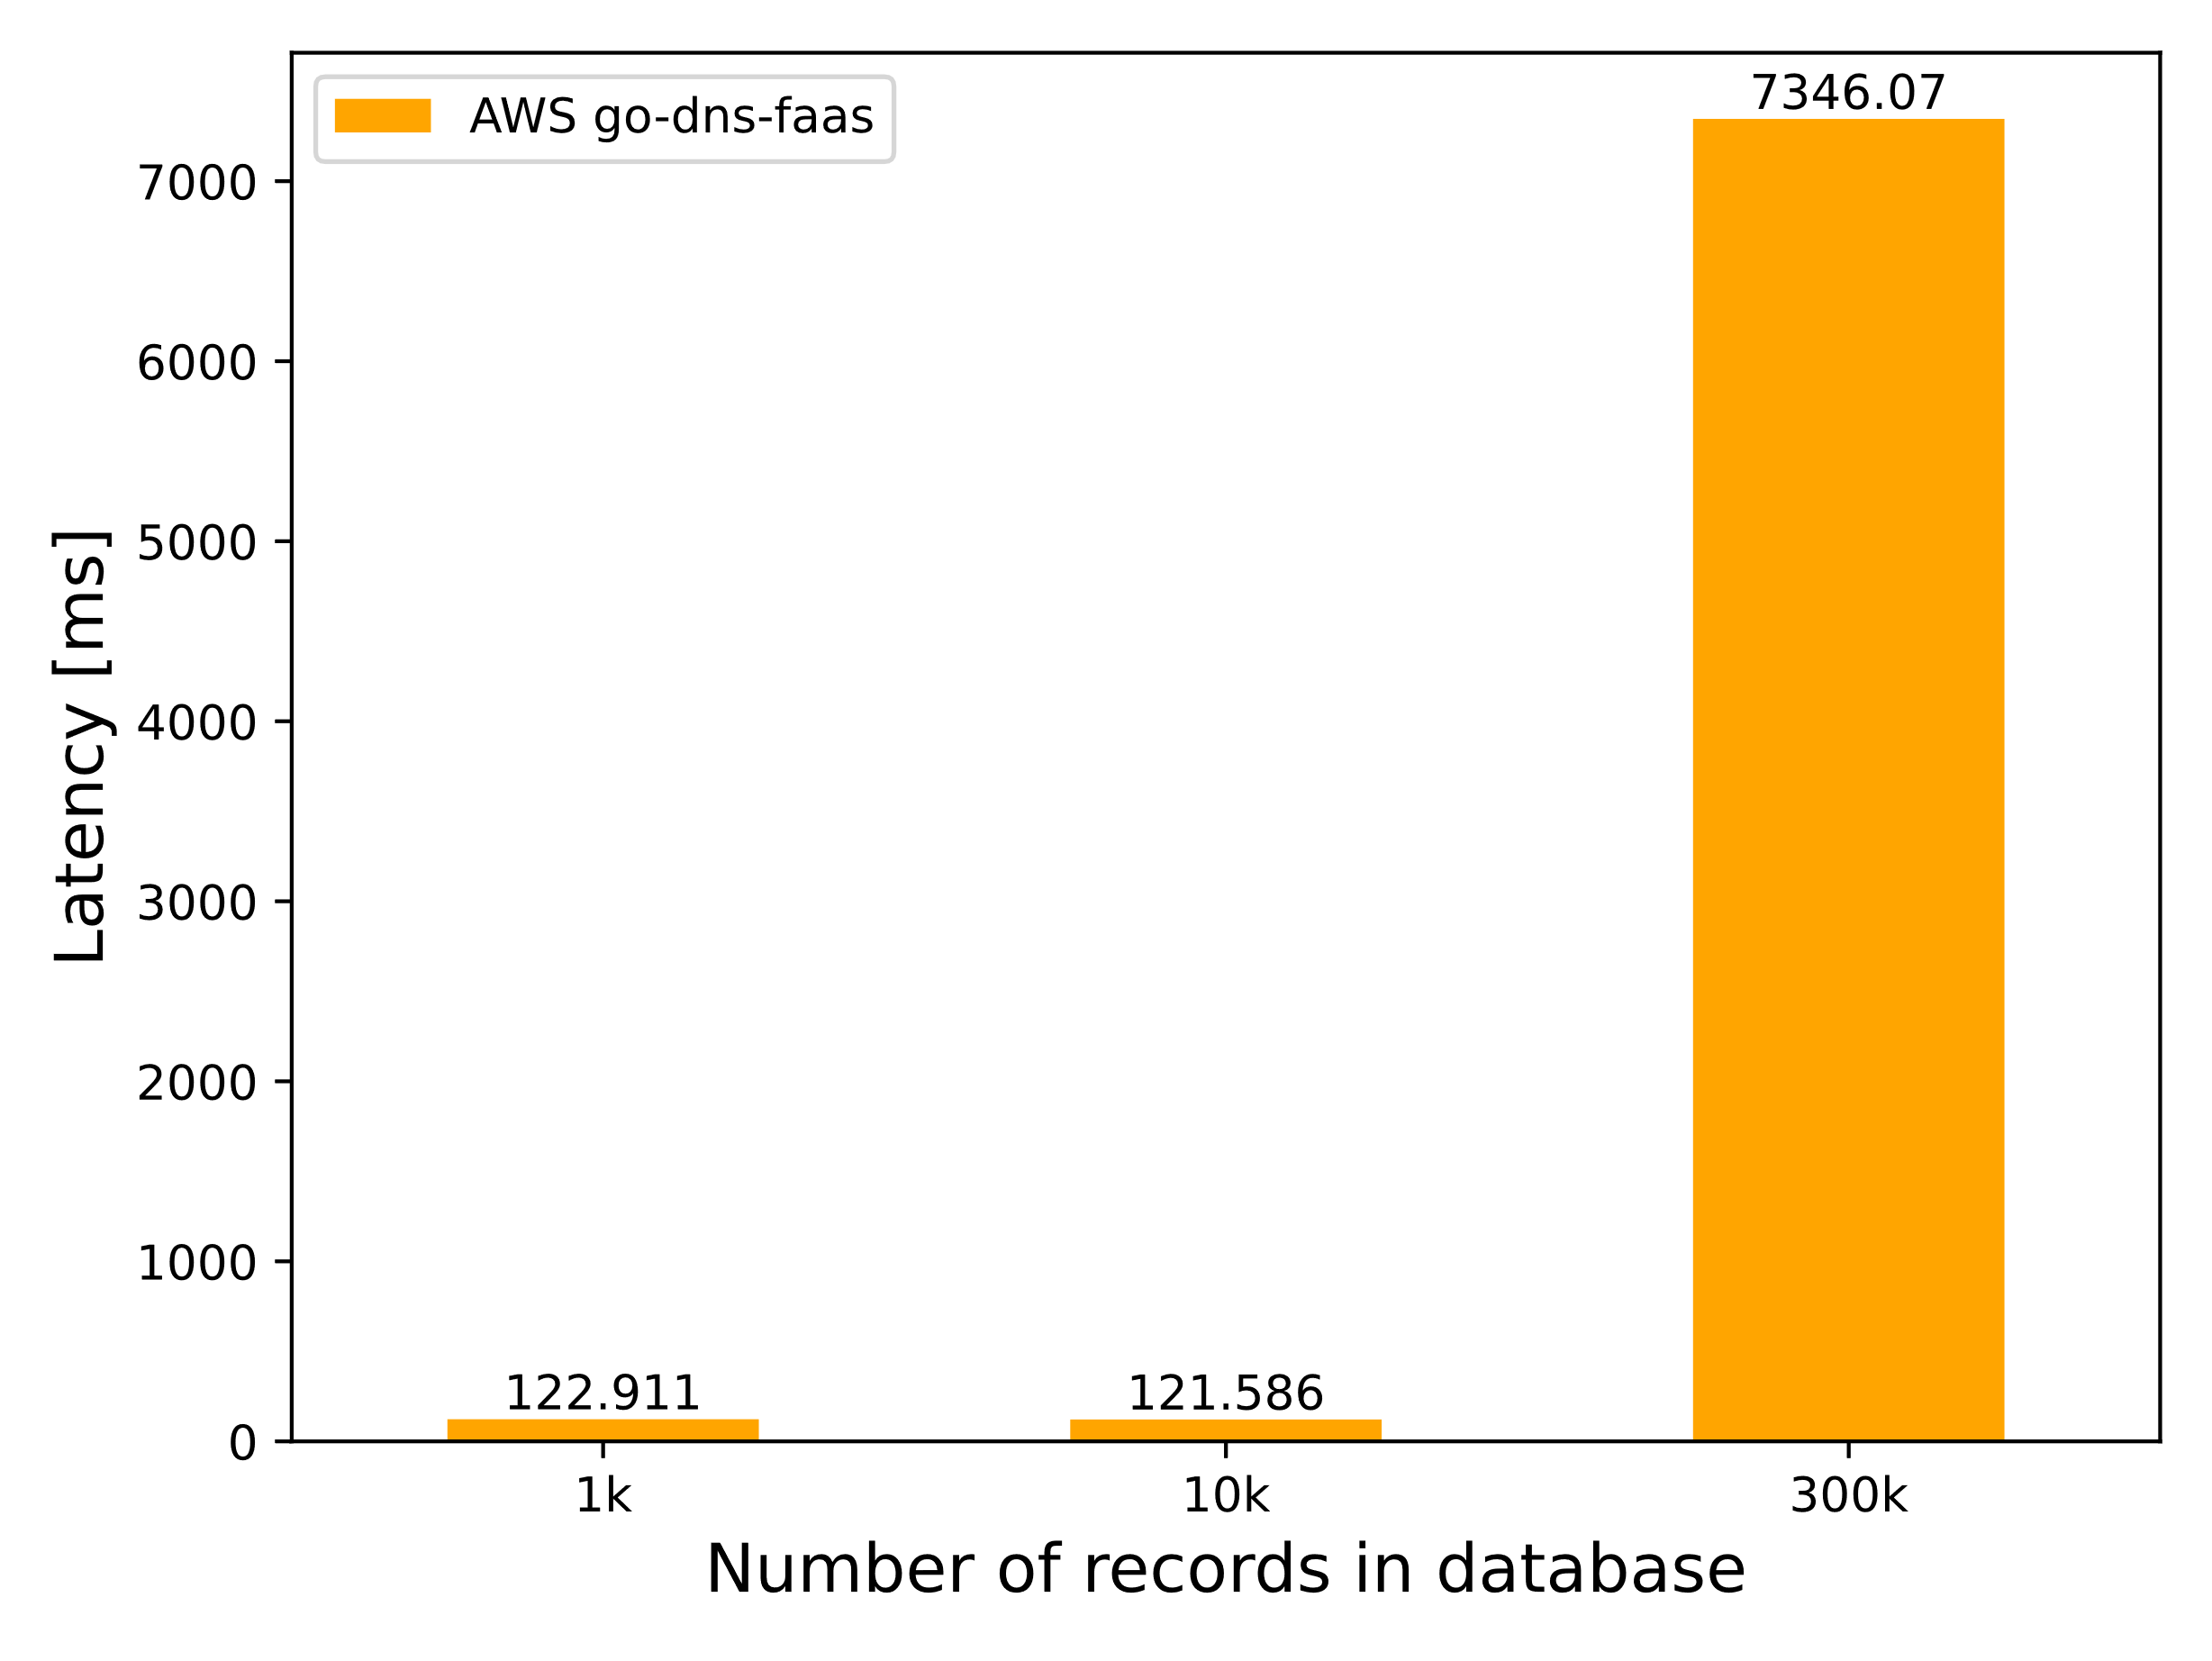 AWS go-dns-faas
7346.07
7000
6000
5000
4000
3000
2000
1000
0
Latency [ms]
122.911
121.586
1k
10k
300k
Number of records in database